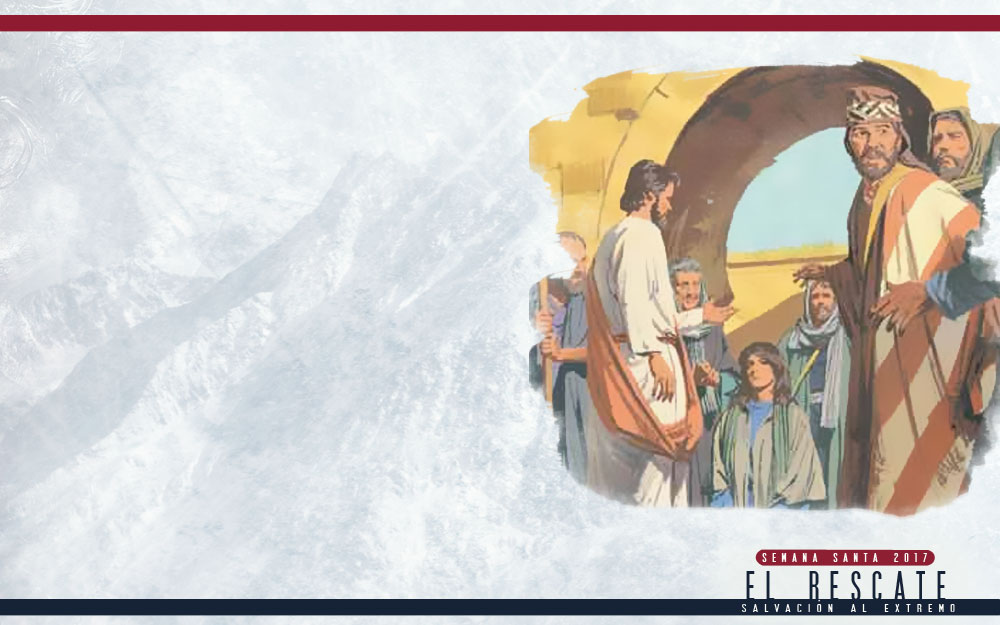 SEMANA SANTA 2017
EL RESCATE
SALVACIÓN AL EXTREMO